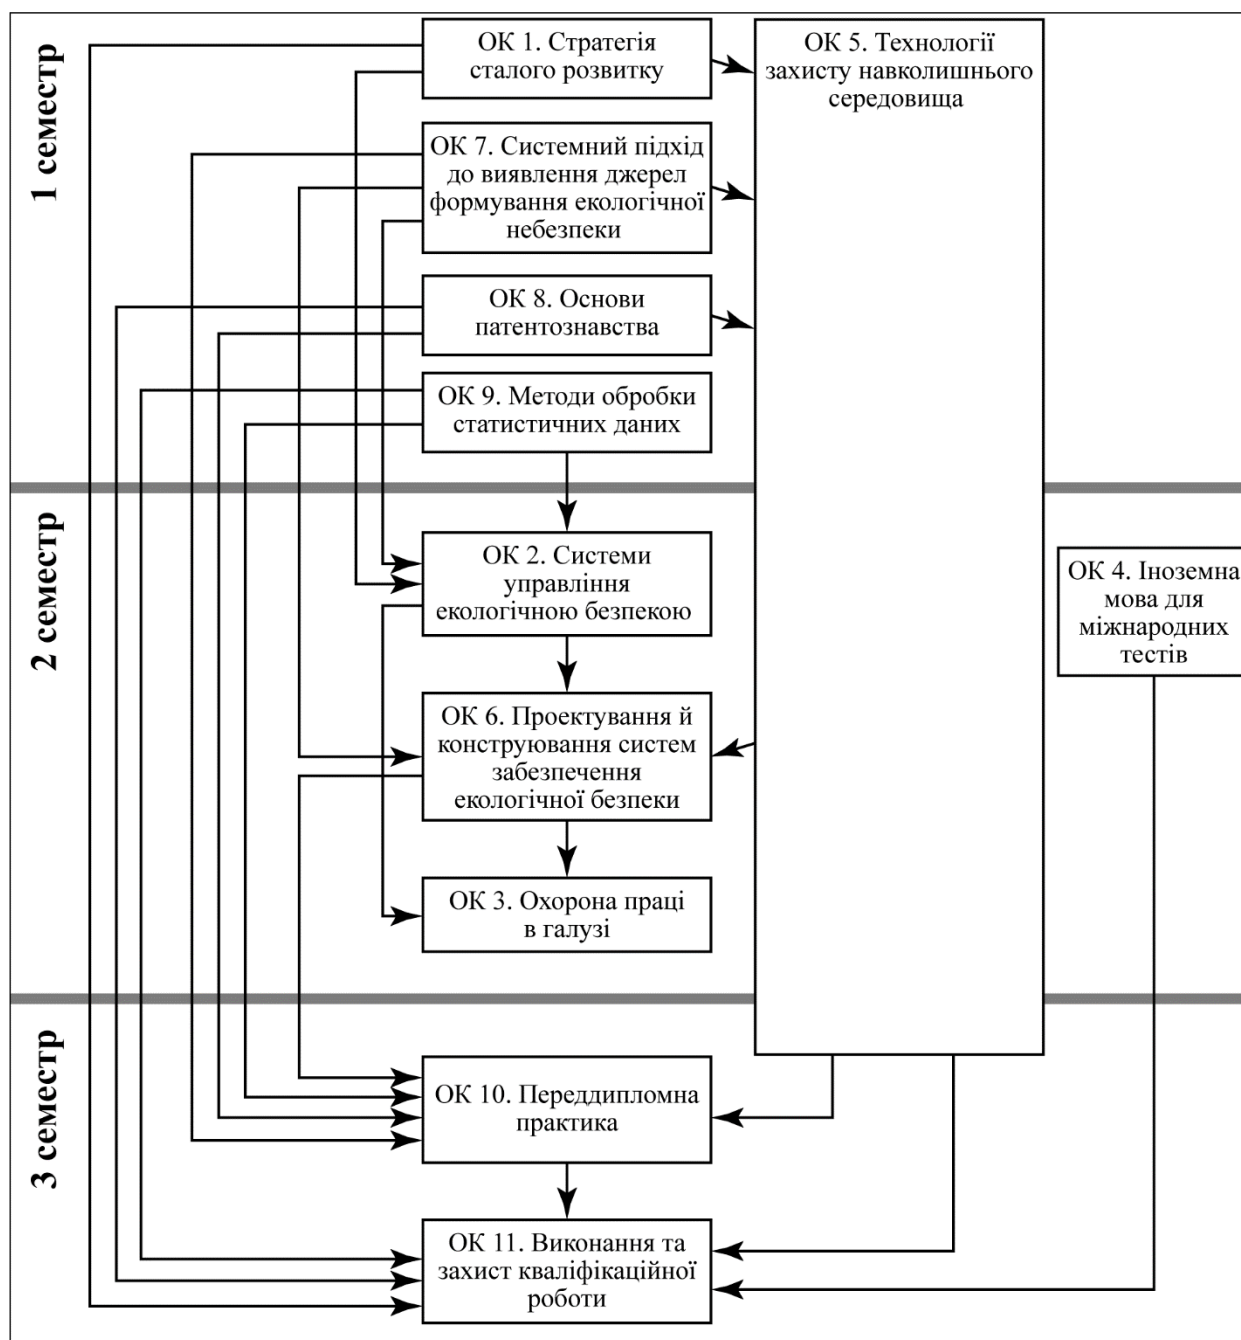 1 семестр
ОК 1. Стратегія
сталого розвитку
ОК 5. Технології
захисту навколишнього
середовища
ОК 7. Системний підхід
до виявлення джерел
формування екологічної
небезпеки
ОК 8. Основи
патентознавства
ОК 9. Методи обробки
статистичних даних
2 семестр
ОК 2. Системи
управління
екологічною безпекою
ОК 4. Іноземна
мова для
міжнародних
тестів
ОК 6. Проектування й
конструювання систем
забезпечення
екологічної безпеки
ОК 3. Охорона праці
в галузі
3 семестр
ОК 10. Переддипломна
практика
ОК 11. Виконання та
захист кваліфікаційної
роботи